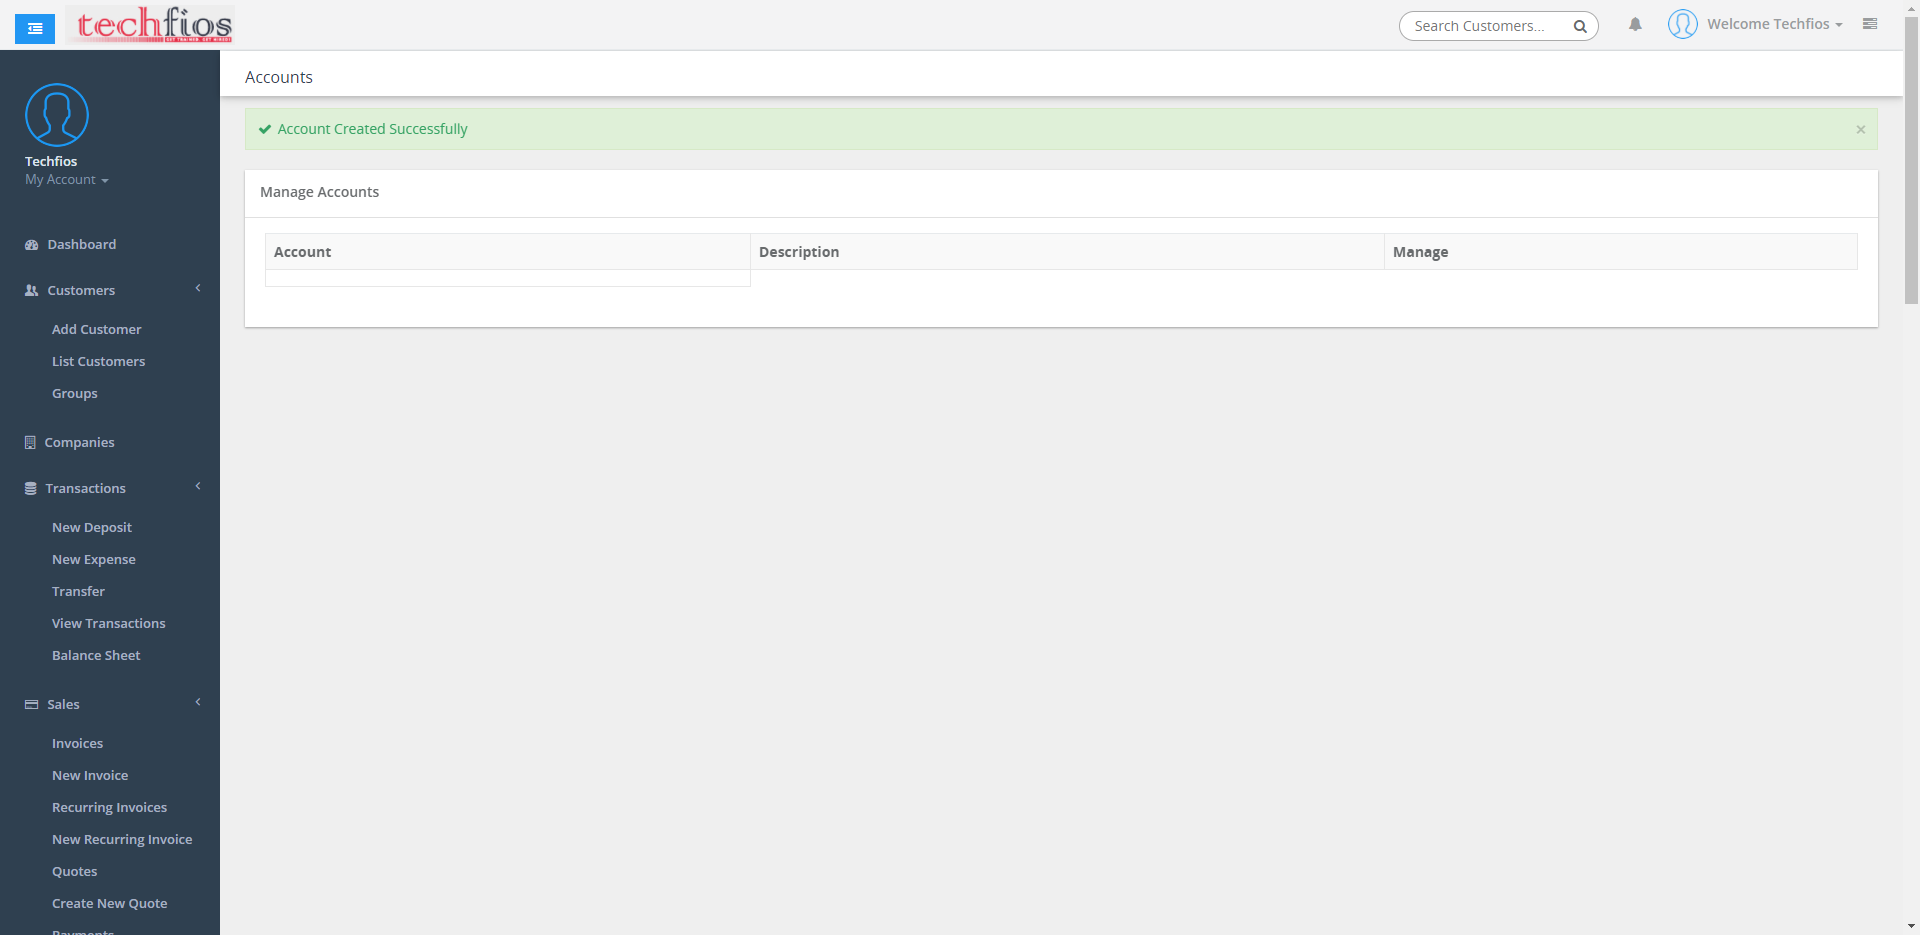 techfios
Search Customers...
Welcome Techfios
Accounts
Account Created Successfully
×
Techfios
My Account
Manage Accounts
Account Description Manage
Dashboard
Customers
Add Customer
List Customers
Groups
Companies
Transactions
New Deposit
New Expense
Transfer
View Transactions
Balance Sheet
Sales
Invoices
New Invoice
Recurring Invoices
New Recurring Invoice
Quotes
Create New Quote
Payments